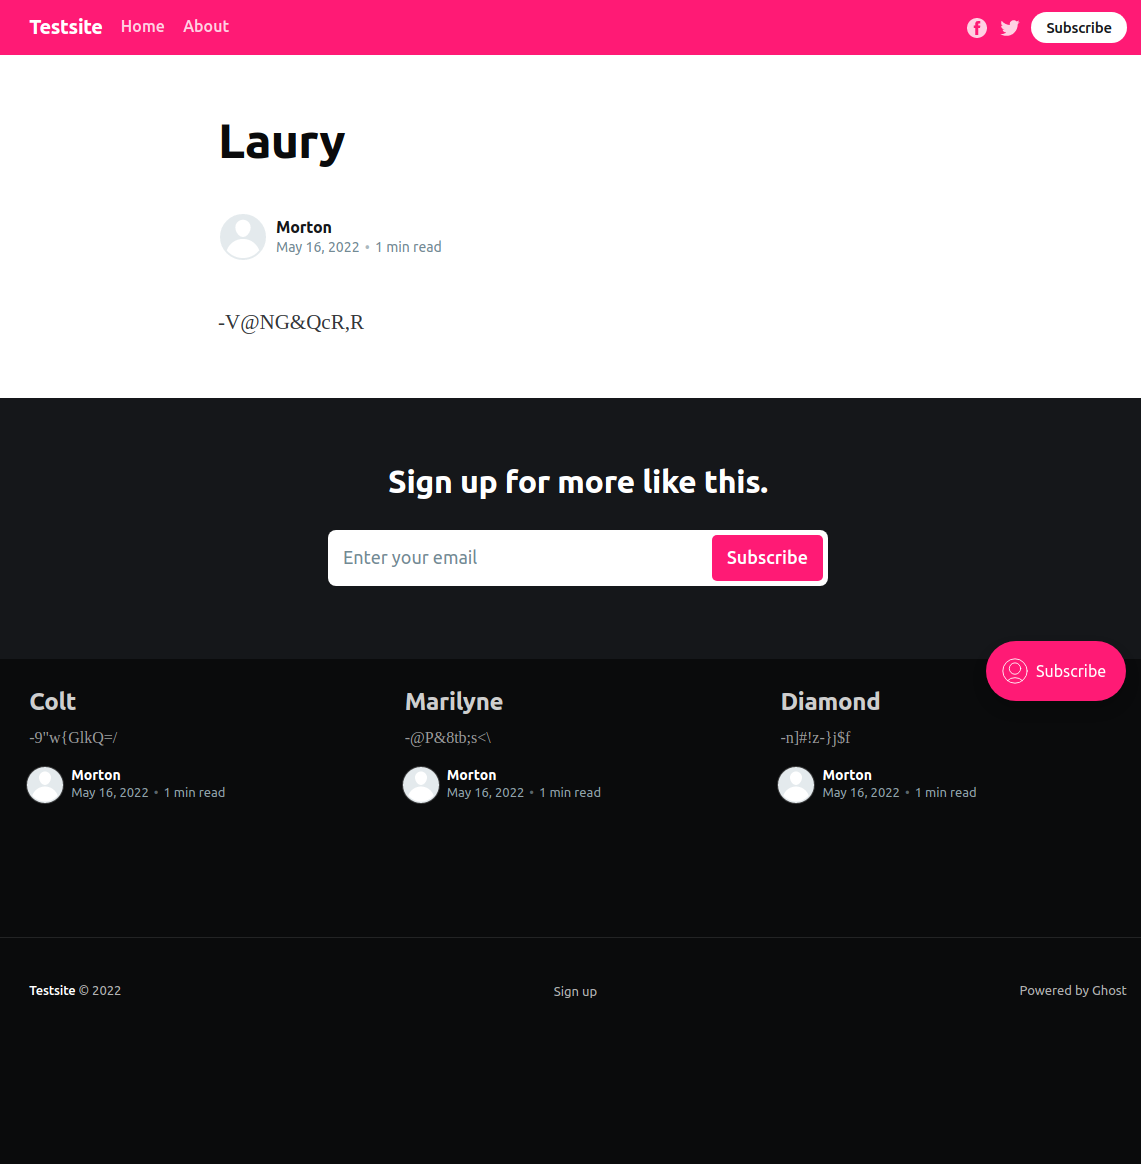 Testsite Home About Subscribe
Laury
Morton
May 16, 2022 • 1 min read
-V@NG&QcR,R
Sign up for more like this.
Enter your email Subscribe
Subscribe
Colt
-9"w{GlkQ=/
Morton
May 16, 2022 • 1 min read
Marilyne
-@P&8tb;s<\
Morton
May 16, 2022 • 1 min read
Diamond
-n]#!z-}j$f
Morton
May 16, 2022 • 1 min read
Testsite © 2022 Sign up Powered by Ghost